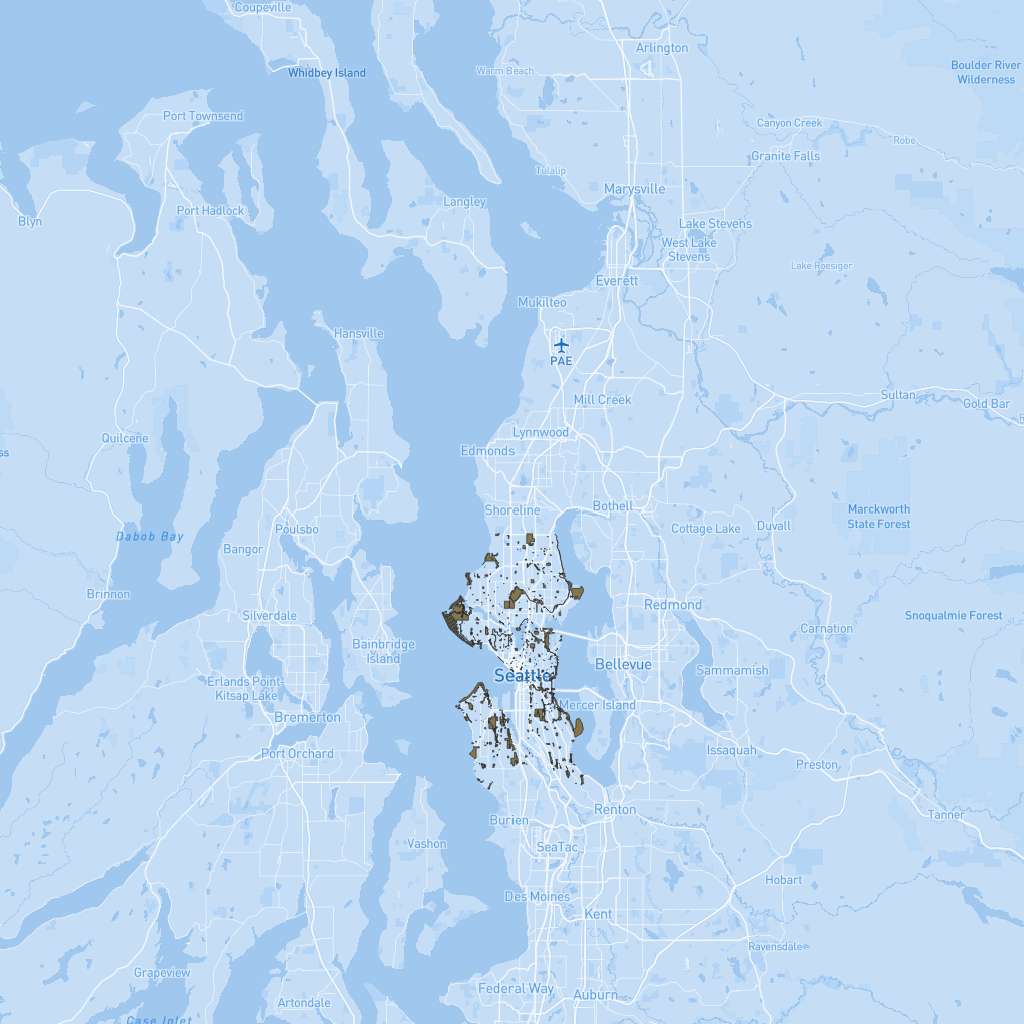 Coupeville
Arlington
Whidbey Island
Warm Beach
Boulder River
Wilderness
Port Townsend
Canyon Creek
Robe
Granite Falls
Tulalip
Marysville
Langley
Port Hadlock
Blyn
Lake Stevens
West Lake
Stevens
Lake Roesiger
Everett
Mukilteo
Hansville
PAE
Sultan
Mill Creek
Gold Bar
Lynnwood
Quilcene
Edmonds
Bothell
Shoreline
Marckworth
State Forest
Cottage Lake
Duvall
Poulsbo
Dabob Bay
Bangor
Brinnon
Redmond
Silverdale
Snoqualmie Forest
Carnation
Bainbridge
Island
Bellevue
Sammamish
Seattle
Erlands Point-
Kitsap Lake
Mercer Island
Bremerton
Port Orchard
Issaquah
Preston
Renton
Tanner
Burien
Vashon
SeaTac
Hobart
Des Moines
Kent
Ravensdale
Grapeview
Federal Way
Auburn
Artondale
Case Inlet